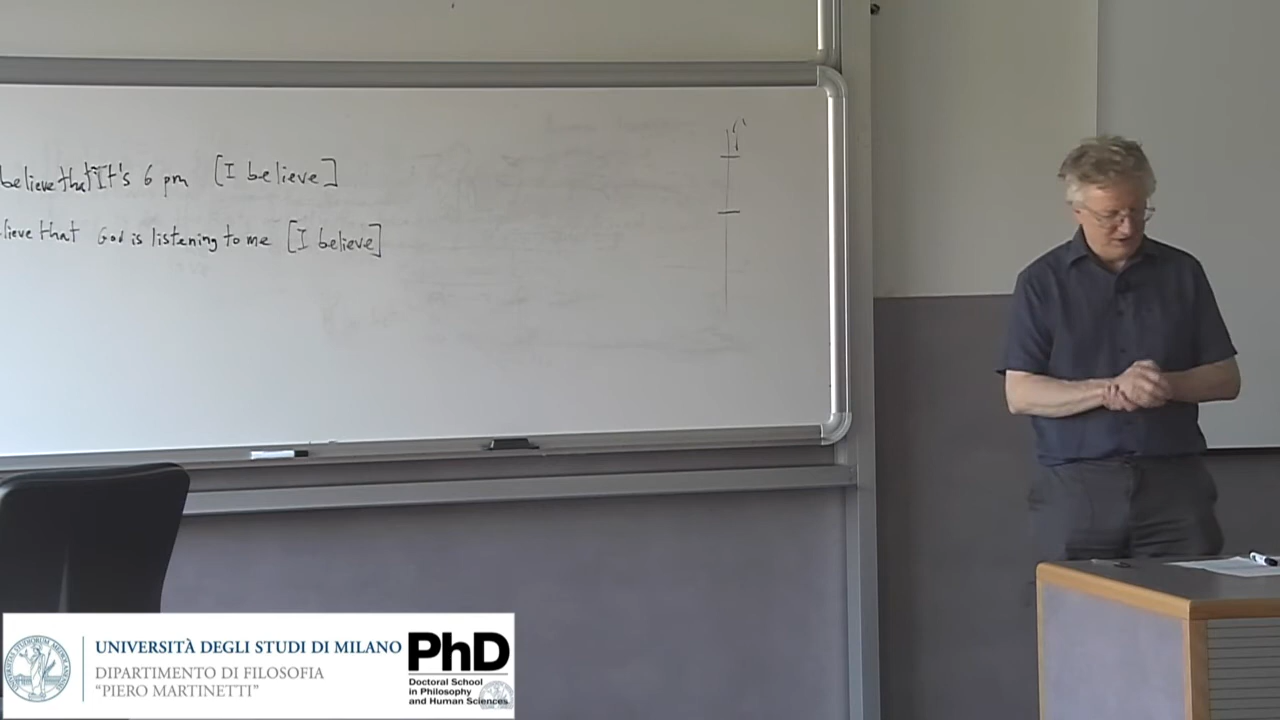 believe that it's 6 pm [I believe]
lieve that God is listening to me [I believe]
UNIVERSITÀ DEGLI STUDI DI MILANO
DIPARTIMENTO DI FILOSOFIA
"PIERO MARTINETTI"
PhD
Doctoral School
in Philosophy
and Human Sciences